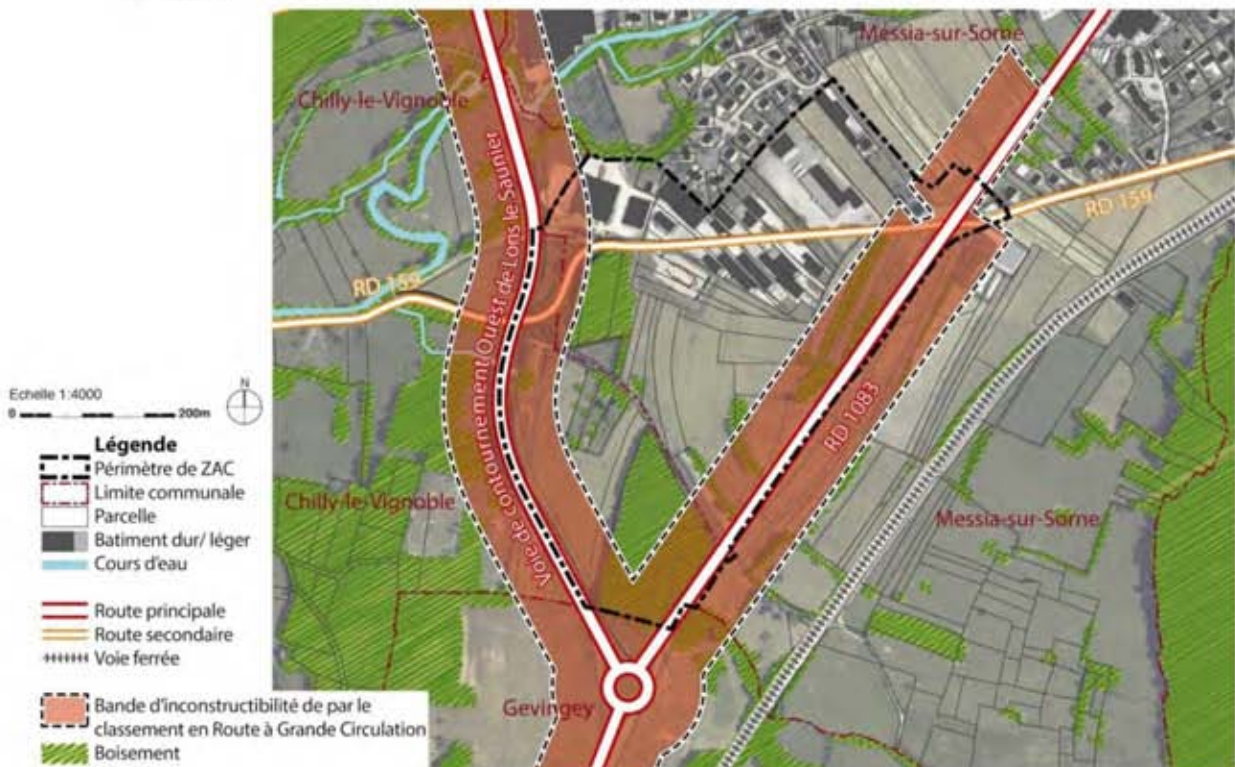 Messia-sur-Sorne
Chilly-le-Vignoble
Voie de contournement Ouest de Lons le Saunier
RD 159
RD 159
RD 1083
Chilly-le-Vignoble
Messia-sur-Sorne
Gevingey
Echelle 1:4000
N
0 200m
Légende
Périmètre de ZAC
Limite communale
Parcelle
Batiment dur/ léger
Cours d'eau
Route principale
Route secondaire
Voie ferrée
Bande d'inconstructibilité de par le
classement en Route à Grande Circulation
Boisement